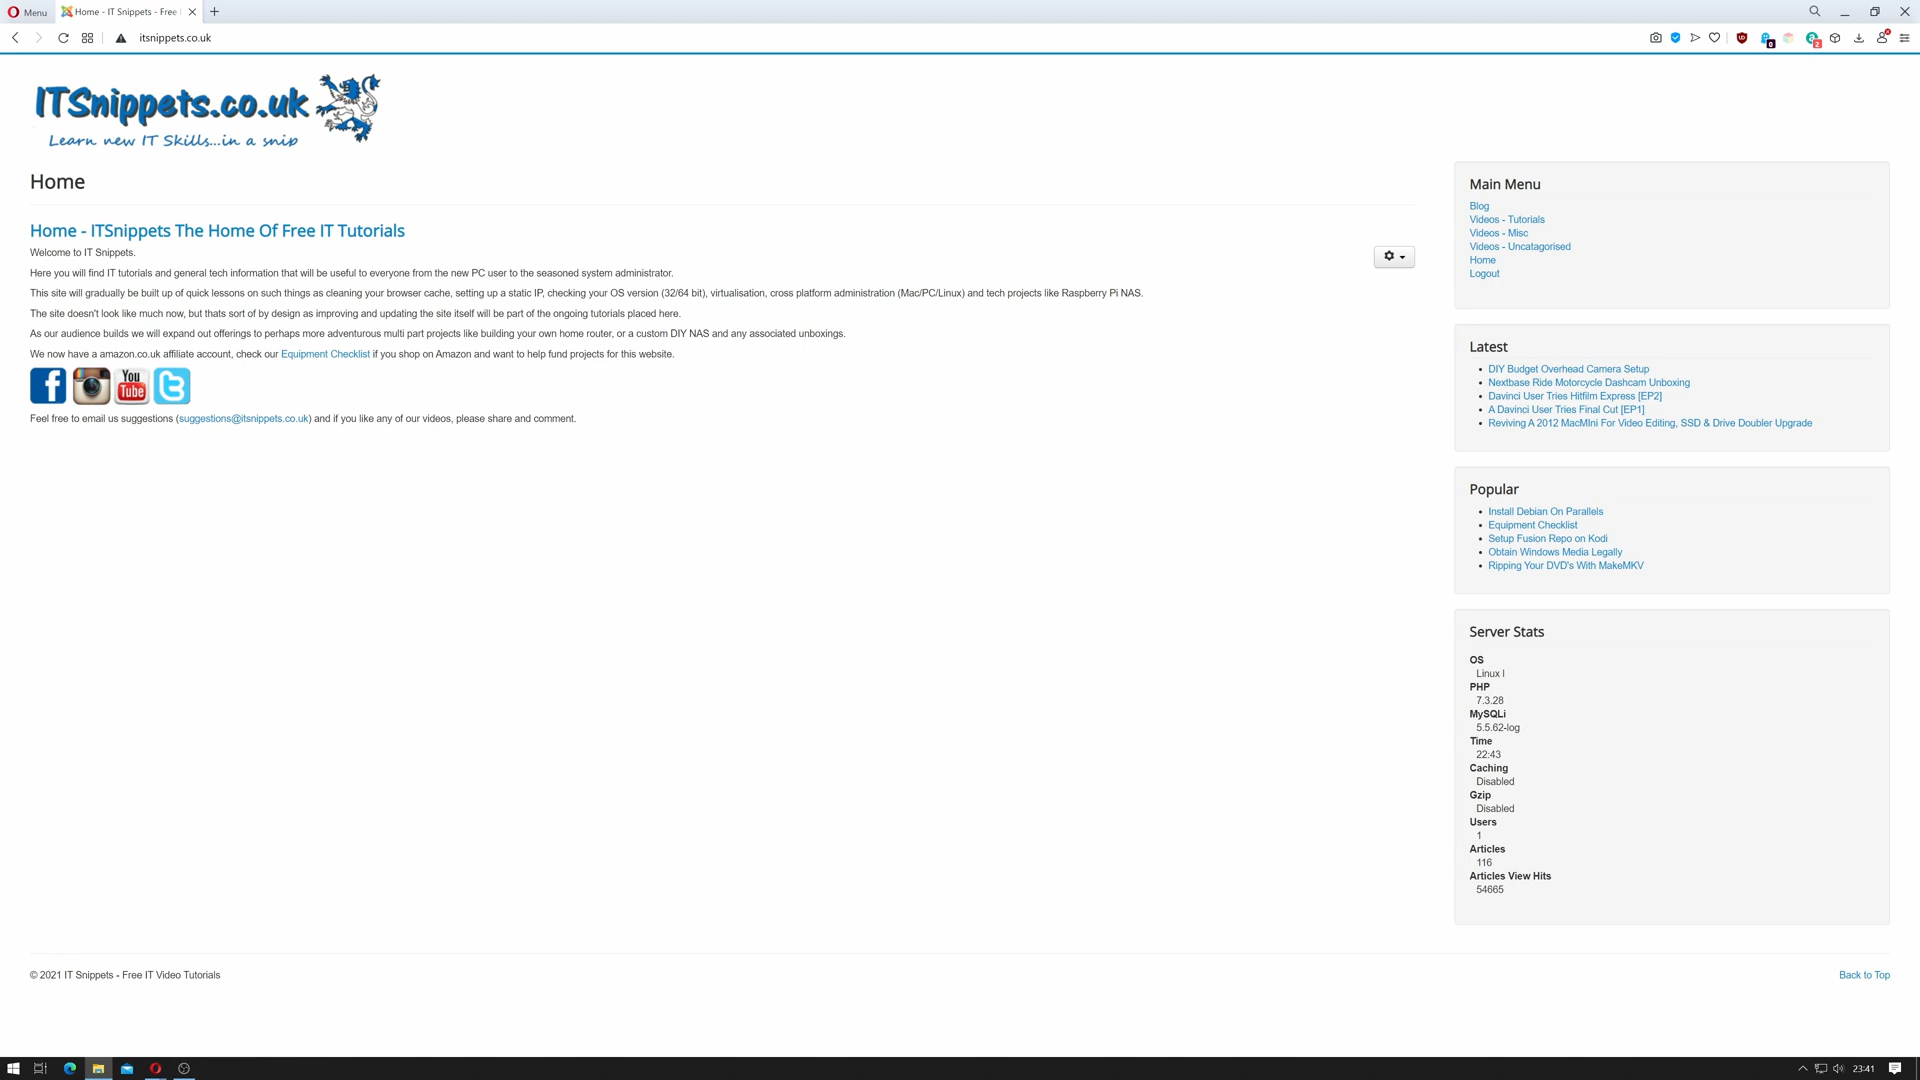 Menu
Home - IT Snippets - Free
itsnippets.co.uk
0
2
ITSnippets.co.uk
Learn new IT Skills...in a snip
Home
Home - ITSnippets The Home Of Free IT Tutorials
Welcome to IT Snippets.
Here you will find IT tutorials and general tech information that will be useful to everyone from the new PC user to the seasoned system administrator.
This site will gradually be built up of quick lessons on such things as cleaning your browser cache, setting up a static IP, checking your OS version (32/64 bit), virtualisation, cross platform administration (Mac/PC/Linux) and tech projects like Raspberry Pi NAS.
The site doesn't look like much now, but thats sort of by design as improving and updating the site itself will be part of the ongoing tutorials placed here.
As our audience builds we will expand out offerings to perhaps more adventurous multi part projects like building your own home router, or a custom DIY NAS and any associated unboxings.
We now have a amazon.co.uk affiliate account, check our Equipment Checklist if you shop on Amazon and want to help fund projects for this website.
You
Tube
Feel free to email us suggestions (suggestions@itsnippets.co.uk) and if you like any of our videos, please share and comment.
Main Menu
Blog
Videos - Tutorials
Videos - Misc
Videos - Uncatagorised
Home
Logout
Latest
DIY Budget Overhead Camera Setup
Nextbase Ride Motorcycle Dashcam Unboxing
Davinci User Tries Hitfilm Express [EP2]
A Davinci User Tries Final Cut [EP1]
Reviving A 2012 MacMIni For Video Editing, SSD & Drive Doubler Upgrade
Popular
Install Debian On Parallels
Equipment Checklist
Setup Fusion Repo on Kodi
Obtain Windows Media Legally
Ripping Your DVD's With MakeMKV
Server Stats
OS
Linux l
PHP
7.3.28
MySQLi
5.5.62-log
Time
22:43
Caching
Disabled
Gzip
Disabled
Users
1
Articles
116
Articles View Hits
54665
© 2021 IT Snippets - Free IT Video Tutorials
Back to Top
23:41